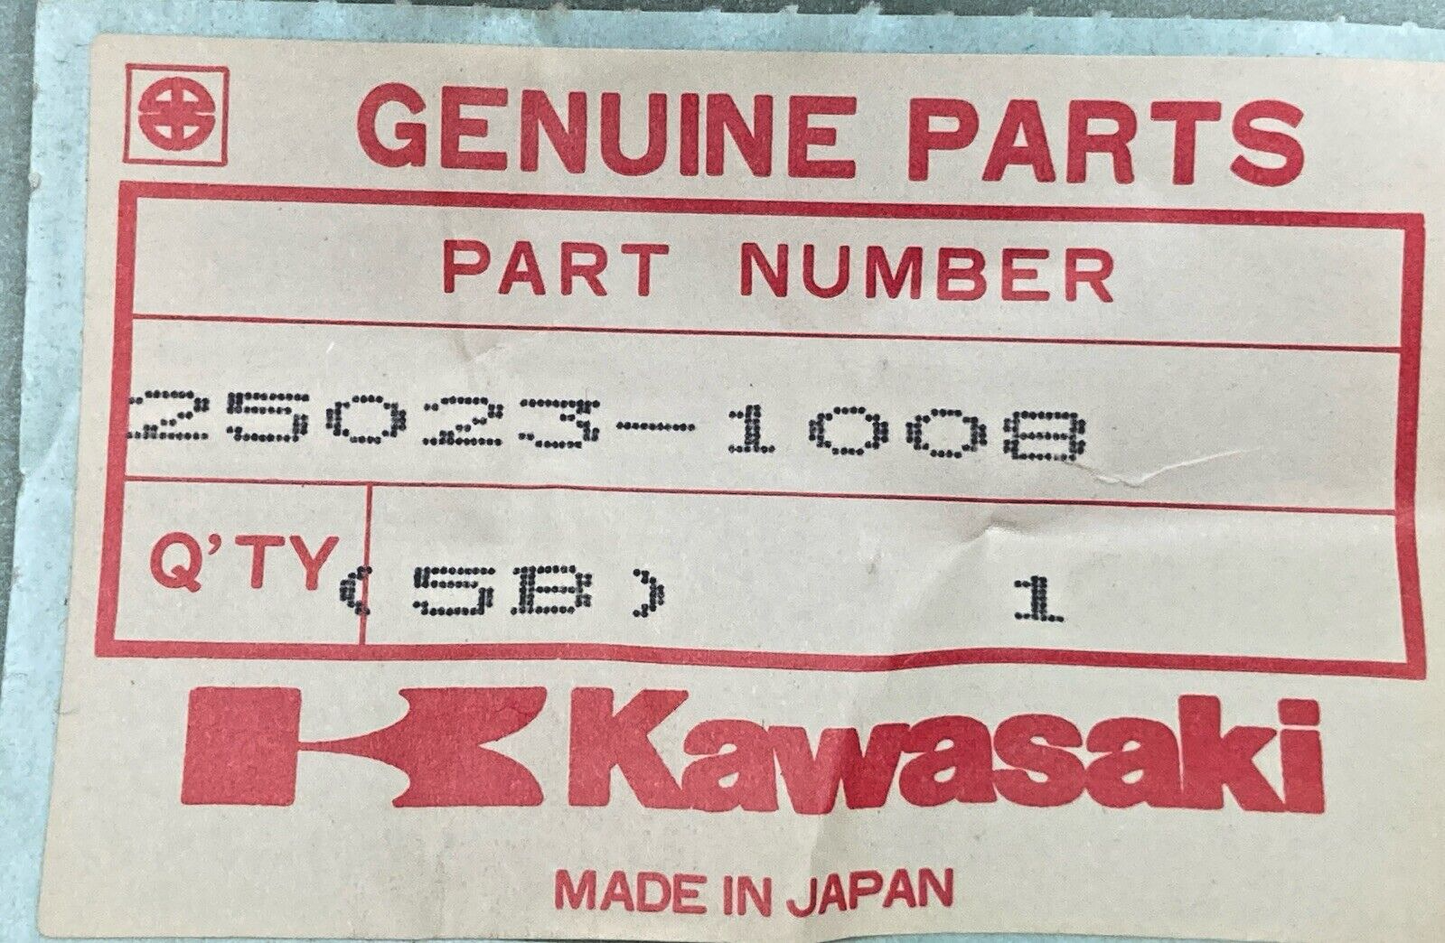 GENUINE PARTS
PART NUMBER
25023-1008
Q'TY (5B) 1
Kawasaki
MADE IN JAPAN